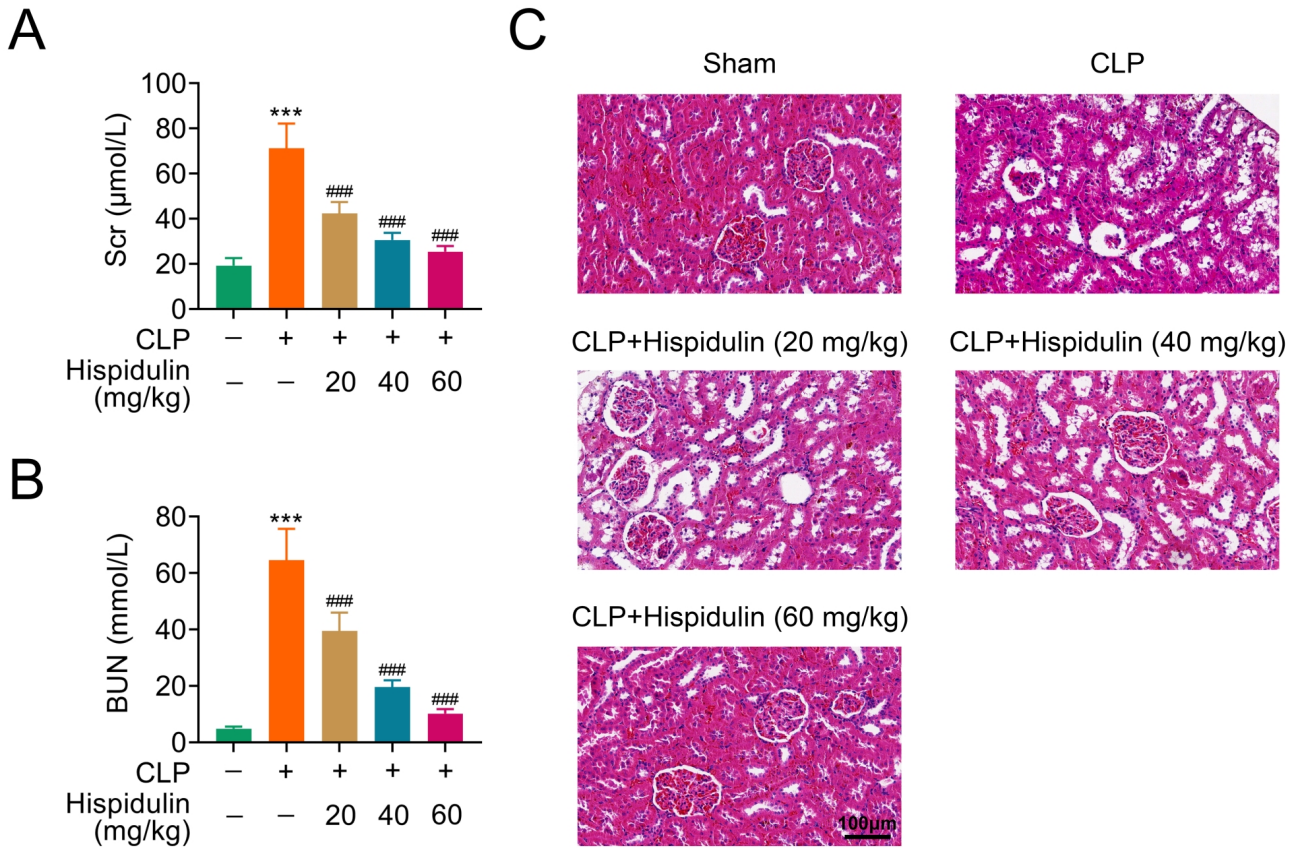 A
Scr (μmol/L)
100
80
60
40
20
0
***
###
###
###
CLP – + + + +
Hispidulin
(mg/kg)
– – 20 40 60
B
BUN (mmol/L)
80
60
40
20
0
***
###
###
###
CLP – + + + +
Hispidulin
(mg/kg)
– – 20 40 60
C
Sham
CLP
CLP+Hispidulin (20 mg/kg)
CLP+Hispidulin (40 mg/kg)
CLP+Hispidulin (60 mg/kg)
100μm